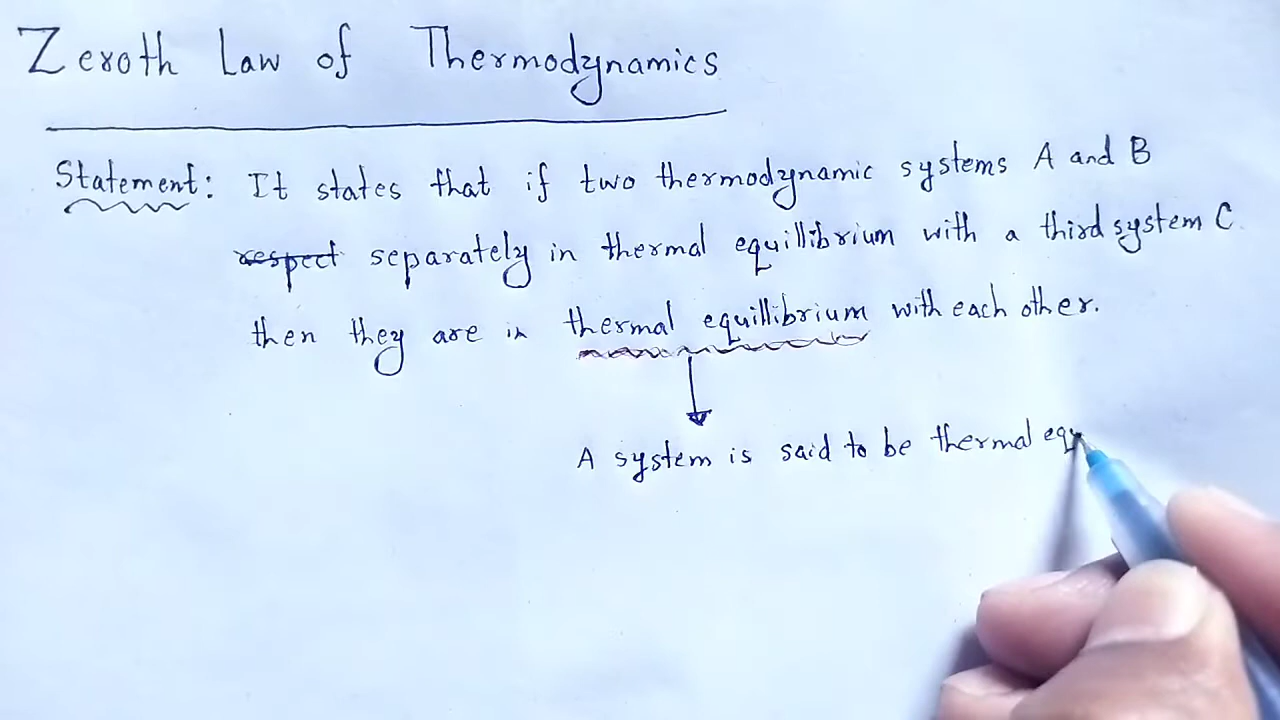 Zeroth Law of Thermodynamics
Statement: It states that if two thermodynamic systems A and B
respect separately in thermal equillibrium with a third system C
then they are in thermal equillibrium with each other.
A system is said to be thermal equ